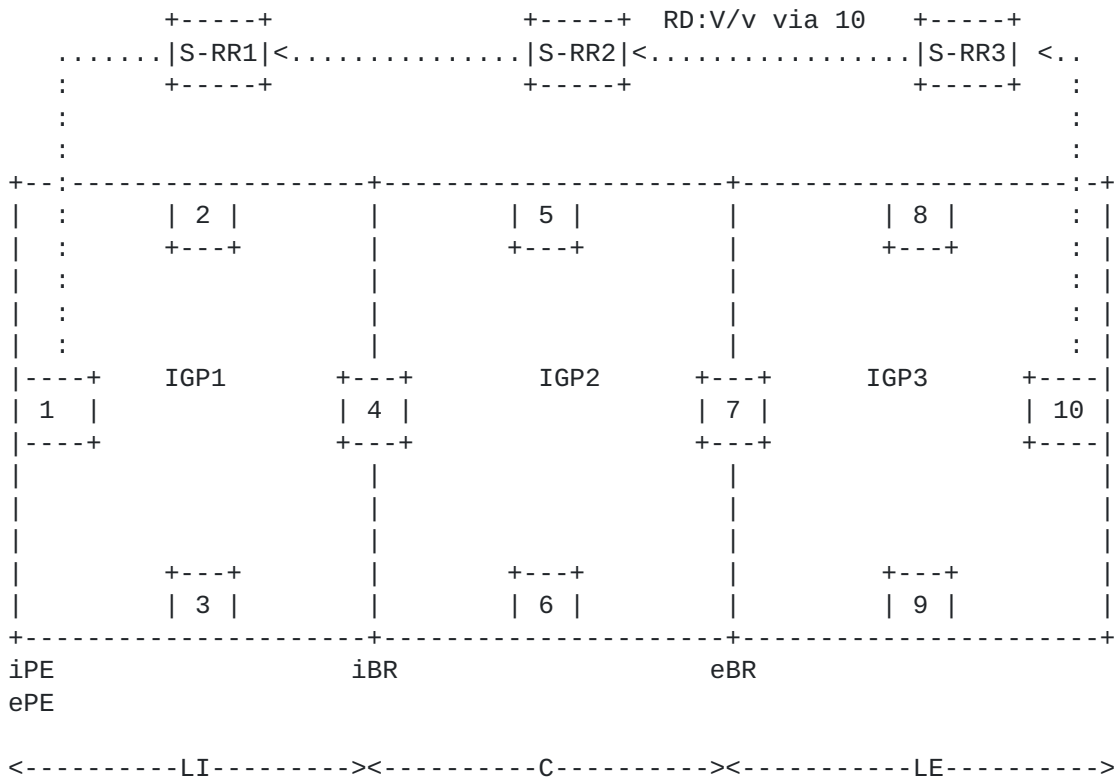 RD:V/v via 10
S-RR1 S-RR2 S-RR3
2 5 8
IGP1 IGP2 IGP3
1 4 7 10
3 6 9
iPE iBR eBR
ePE
LI C LE